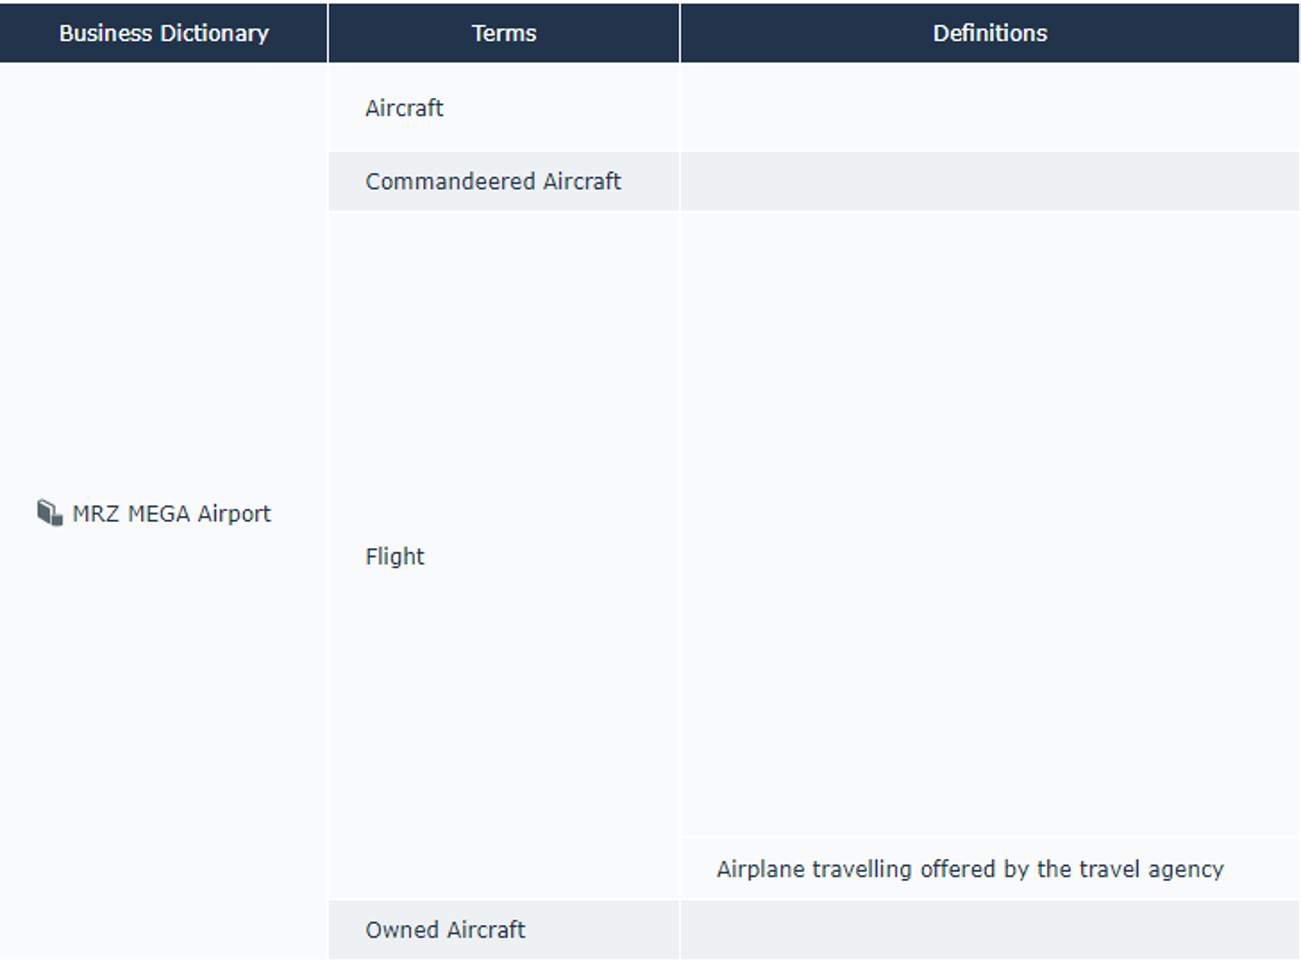 Business Dictionary
Terms
Definitions
Aircraft
Commandeered Aircraft
MRZ MEGA Airport
Flight
Airplane travelling offered by the travel agency
Owned Aircraft